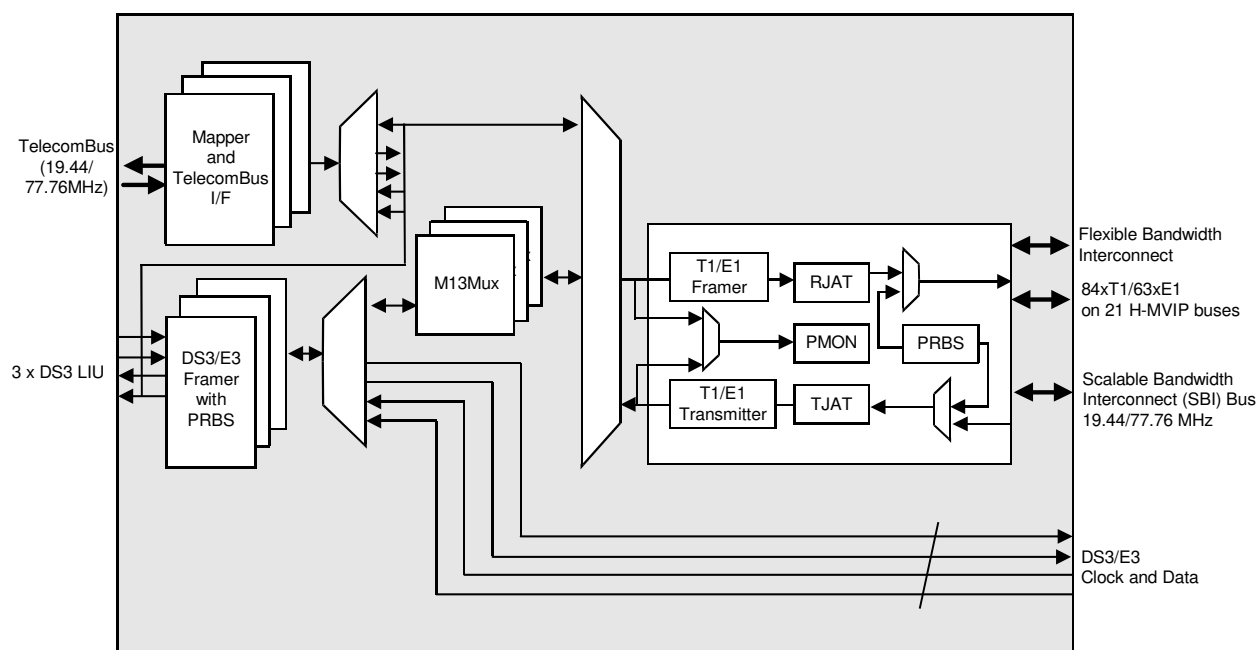 TelecomBus
(19.44/
77.76MHz)
Mapper
and
TelecomBus
I/F
M13Mux
3 x DS3 LIU
DS3/E3
Framer
with
PRBS
T1/E1
Framer
RJAT
PMON
PRBS
T1/E1
Transmitter
TJAT
Flexible Bandwidth
Interconnect
84xT1/63xE1
on 21 H-MVIP buses
Scalable Bandwidth
Interconnect (SBI) Bus
19.44/77.76 MHz
DS3/E3
Clock and Data